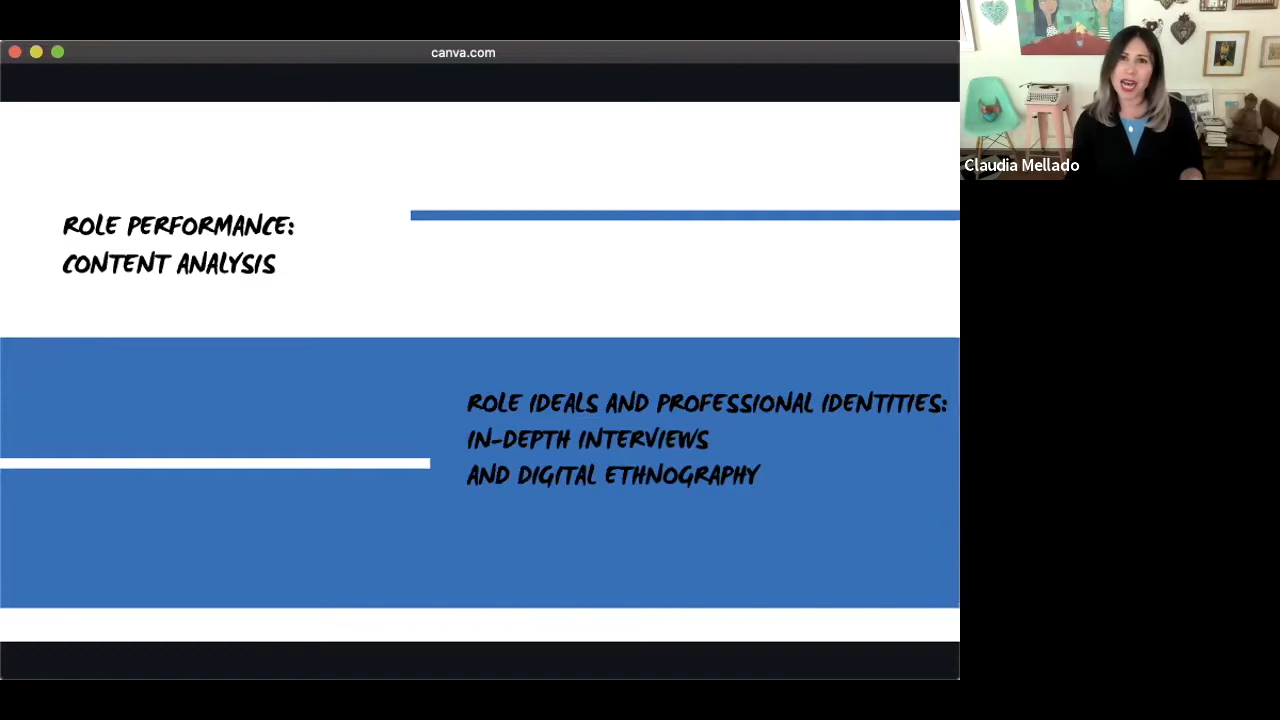 canva.com
ROLE PERFORMANCE:
CONTENT ANALYSIS
ROLE IDEALS AND PROFESSIONAL IDENTITIES:
IN-DEPTH INTERVIEWS
AND DIGITAL ETHNOGRAPHY
Claudia Mellado